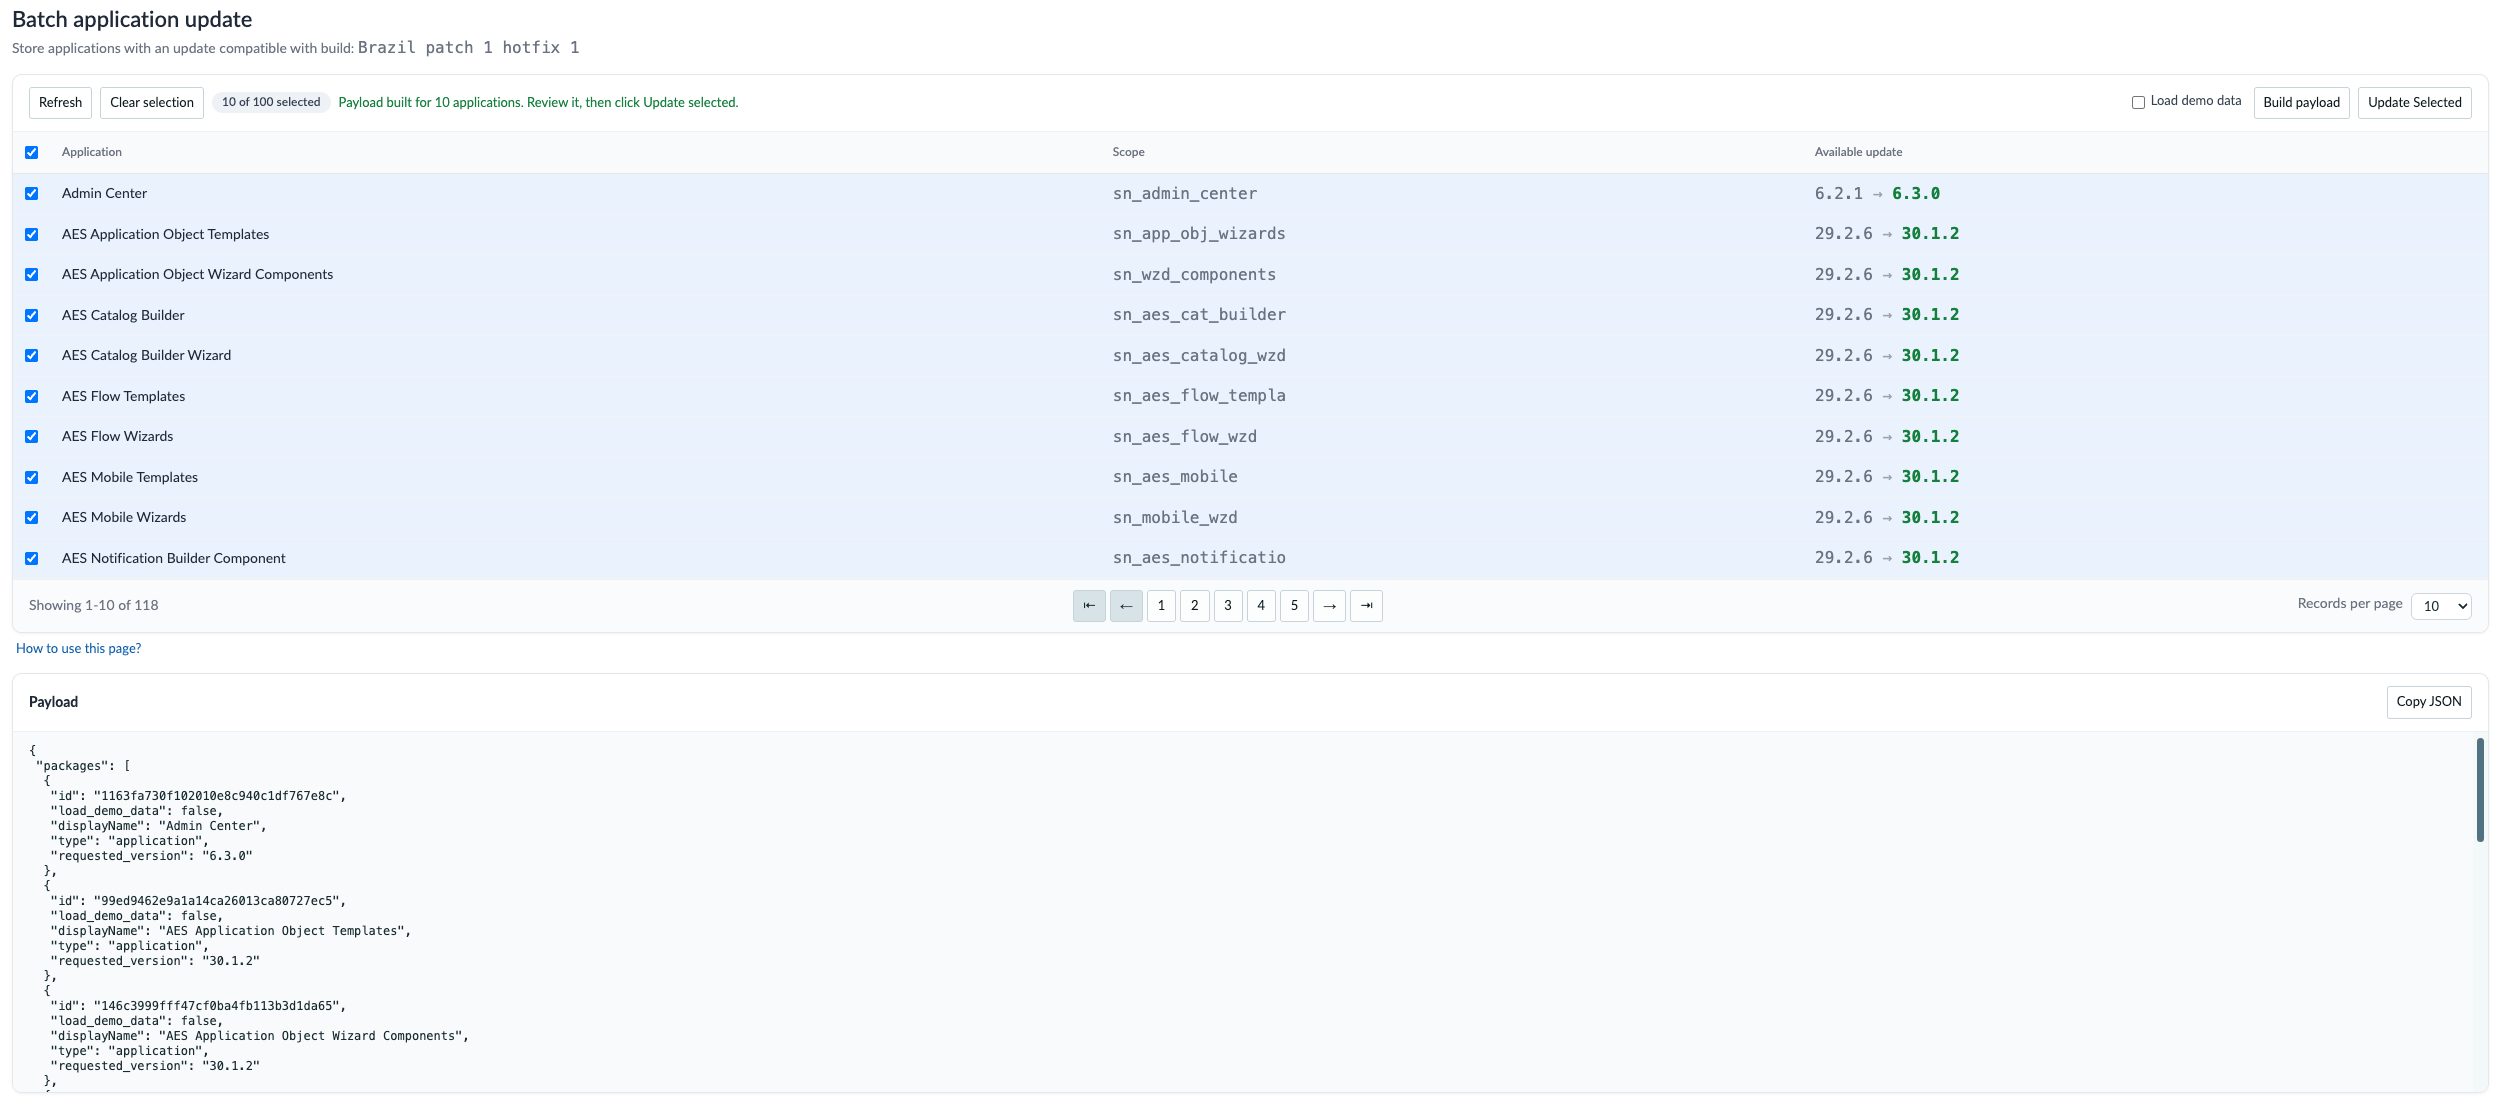 Batch application update
Store applications with an update compatible with build: Brazil patch 1 hotfix 1
Refresh Clear selection 10 of 100 selected Payload built for 10 applications. Review it, then click Update selected. Load demo data Build payload Update Selected
Application Scope Available update
Admin Center sn_admin_center 6.2.1 → 6.3.0
AES Application Object Templates sn_app_obj_wizards 29.2.6 → 30.1.2
AES Application Object Wizard Components sn_wzd_components 29.2.6 → 30.1.2
AES Catalog Builder sn_aes_cat_builder 29.2.6 → 30.1.2
AES Catalog Builder Wizard sn_aes_catalog_wzd 29.2.6 → 30.1.2
AES Flow Templates sn_aes_flow_templa 29.2.6 → 30.1.2
AES Flow Wizards sn_aes_flow_wzd 29.2.6 → 30.1.2
AES Mobile Templates sn_aes_mobile 29.2.6 → 30.1.2
AES Mobile Wizards sn_mobile_wzd 29.2.6 → 30.1.2
AES Notification Builder Component sn_aes_notificatio 29.2.6 → 30.1.2
Showing 1-10 of 118 ⇤ ← 1 2 3 4 5 → ⇥ Records per page 10
How to use this page?
Payload Copy JSON
{
"packages": [
{
"id": "1163fa730f102010e8c940c1df767e8c",
"load_demo_data": false,
"displayName": "Admin Center",
"type": "application",
"requested_version": "6.3.0"
},
{
"id": "99ed9462e9a1a14ca26013ca80727ec5",
"load_demo_data": false,
"displayName": "AES Application Object Templates",
"type": "application",
"requested_version": "30.1.2"
},
{
"id": "146c3999fff47cf0ba4fb113b3d1da65",
"load_demo_data": false,
"displayName": "AES Application Object Wizard Components",
"type": "application",
"requested_version": "30.1.2"
},